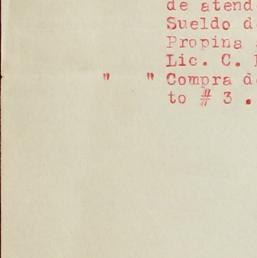 de atend
Sueldo d
Propina
Lic. C.
" " Compra d
to # 3 .